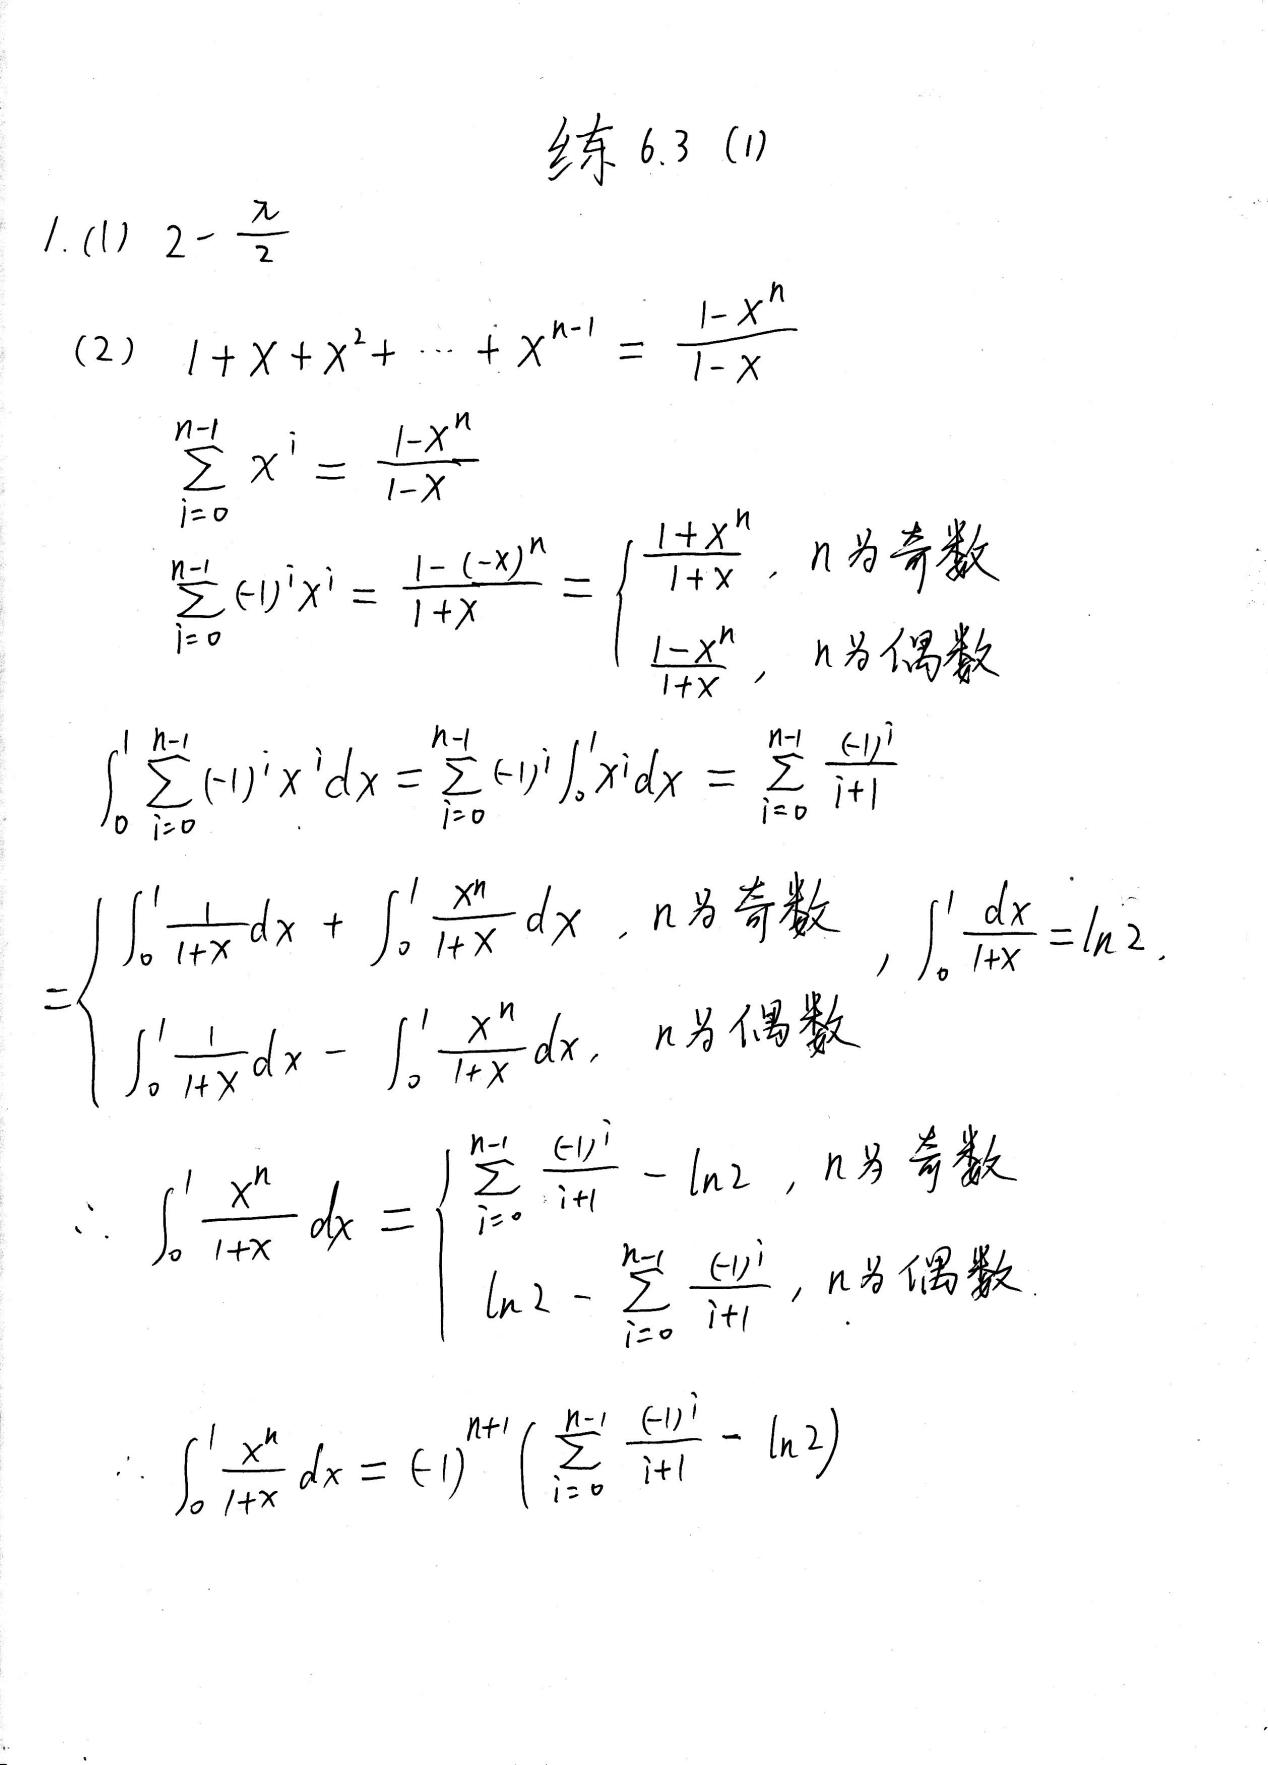 练 6.3 (1)
1. (1) 2 - \frac{\pi}{2}
(2) 1 + x + x^2 + \cdots + x^{n-1} = \frac{1-x^n}{1-x}
\sum_{i=0}^{n-1} x^i = \frac{1-x^n}{1-x}
\sum_{i=0}^{n-1} (-1)^i x^i = \frac{1-(-x)^n}{1+x} = \begin{cases} \frac{1+x^n}{1+x}, n为奇数 \\ \frac{1-x^n}{1+x}, n为偶数 \end{cases}
\int_0^1 \sum_{i=0}^{n-1} (-1)^i x^i dx = \sum_{i=0}^{n-1} (-1)^i \int_0^1 x^i dx = \sum_{i=0}^{n-1} \frac{(-1)^i}{i+1}
= \begin{cases} \int_0^1 \frac{1}{1+x} dx + \int_0^1 \frac{x^n}{1+x} dx, n为奇数 \\ \int_0^1 \frac{1}{1+x} dx - \int_0^1 \frac{x^n}{1+x} dx, n为偶数 \end{cases}, \int_0^1 \frac{dx}{1+x} = \ln 2.
∴ \int_0^1 \frac{x^n}{1+x} dx = \begin{cases} \sum_{i=0}^{n-1} \frac{(-1)^i}{i+1} - \ln 2, n为奇数 \\ \ln 2 - \sum_{i=0}^{n-1} \frac{(-1)^i}{i+1}, n为偶数. \end{cases}
∴ \int_0^1 \frac{x^n}{1+x} dx = (-1)^{n+1} \left( \sum_{i=0}^{n-1} \frac{(-1)^i}{i+1} - \ln 2 \right)